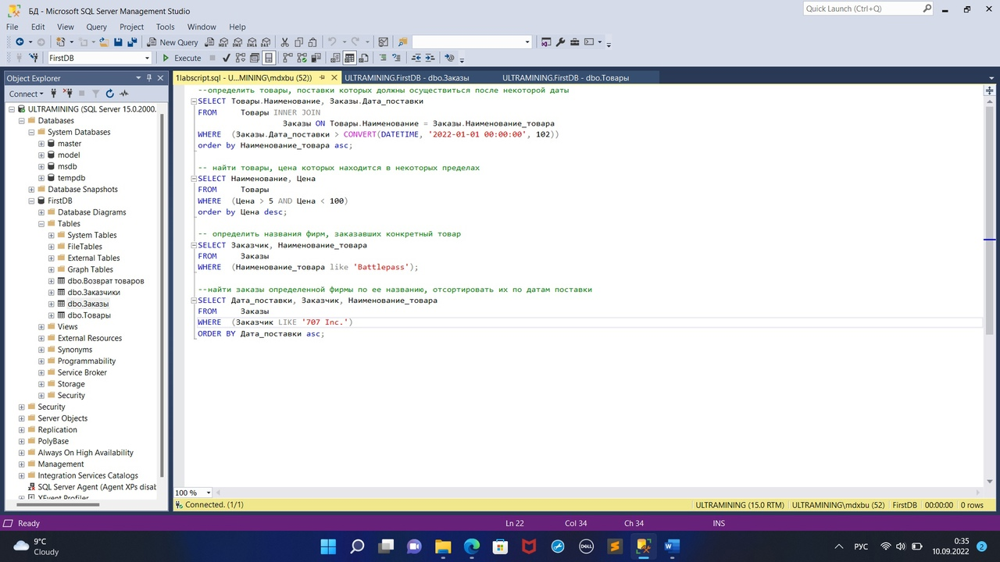 БД - Microsoft SQL Server Management Studio
Quick Launch (Ctrl+Q)
File Edit View Query Project Tools Window Help
New Query
FirstDB
Execute
Object Explorer
Connect
ULTRAMINING (SQL Server 15.0.2000.
Databases
System Databases
master
model
msdb
tempdb
Database Snapshots
FirstDB
Database Diagrams
Tables
System Tables
FileTables
External Tables
Graph Tables
dbo.Возврат товаров
dbo.Заказчики
dbo.Заказы
dbo.Товары
Views
External Resources
Synonyms
Programmability
Service Broker
Storage
Security
Security
Server Objects
Replication
PolyBase
Always On High Availability
Management
Integration Services Catalogs
SQL Server Agent (Agent XPs disab
XEvent Profiler
1labscript.sql - U...MINING\mdxbu (52)) ULTRAMINING.FirstDB - dbo.Заказы ULTRAMINING.FirstDB - dbo.Товары
--определить товары, поставки которых должны осуществиться после некоторой даты
SELECT Товары.Наименование, Заказы.Дата_поставки
FROM Товары INNER JOIN
Заказы ON Товары.Наименование = Заказы.Наименование_товара
WHERE (Заказы.Дата_поставки > CONVERT(DATETIME, '2022-01-01 00:00:00', 102))
order by Наименование_товара asc;
-- найти товары, цена которых находится в некоторых пределах
SELECT Наименование, Цена
FROM Товары
WHERE (Цена > 5 AND Цена < 100)
order by Цена desc;
-- определить названия фирм, заказавших конкретный товар
SELECT Заказчик, Наименование_товара
FROM Заказы
WHERE (Наименование_товара like 'Battlepass');
--найти заказы определенной фирмы по ее названию, отсортировать их по датам поставки
SELECT Дата_поставки, Заказчик, Наименование_товара
FROM Заказы
WHERE (Заказчик LIKE '707 Inc.')
ORDER BY Дата_поставки asc;
100 %
Connected. (1/1)
ULTRAMINING (15.0 RTM) ULTRAMINING\mdxbu (52) FirstDB 00:00:00 0 rows
Ready
Ln 22 Col 34 Ch 34 INS
9°C
Cloudy
DELL
РУС
0:35
10.09.2022
2